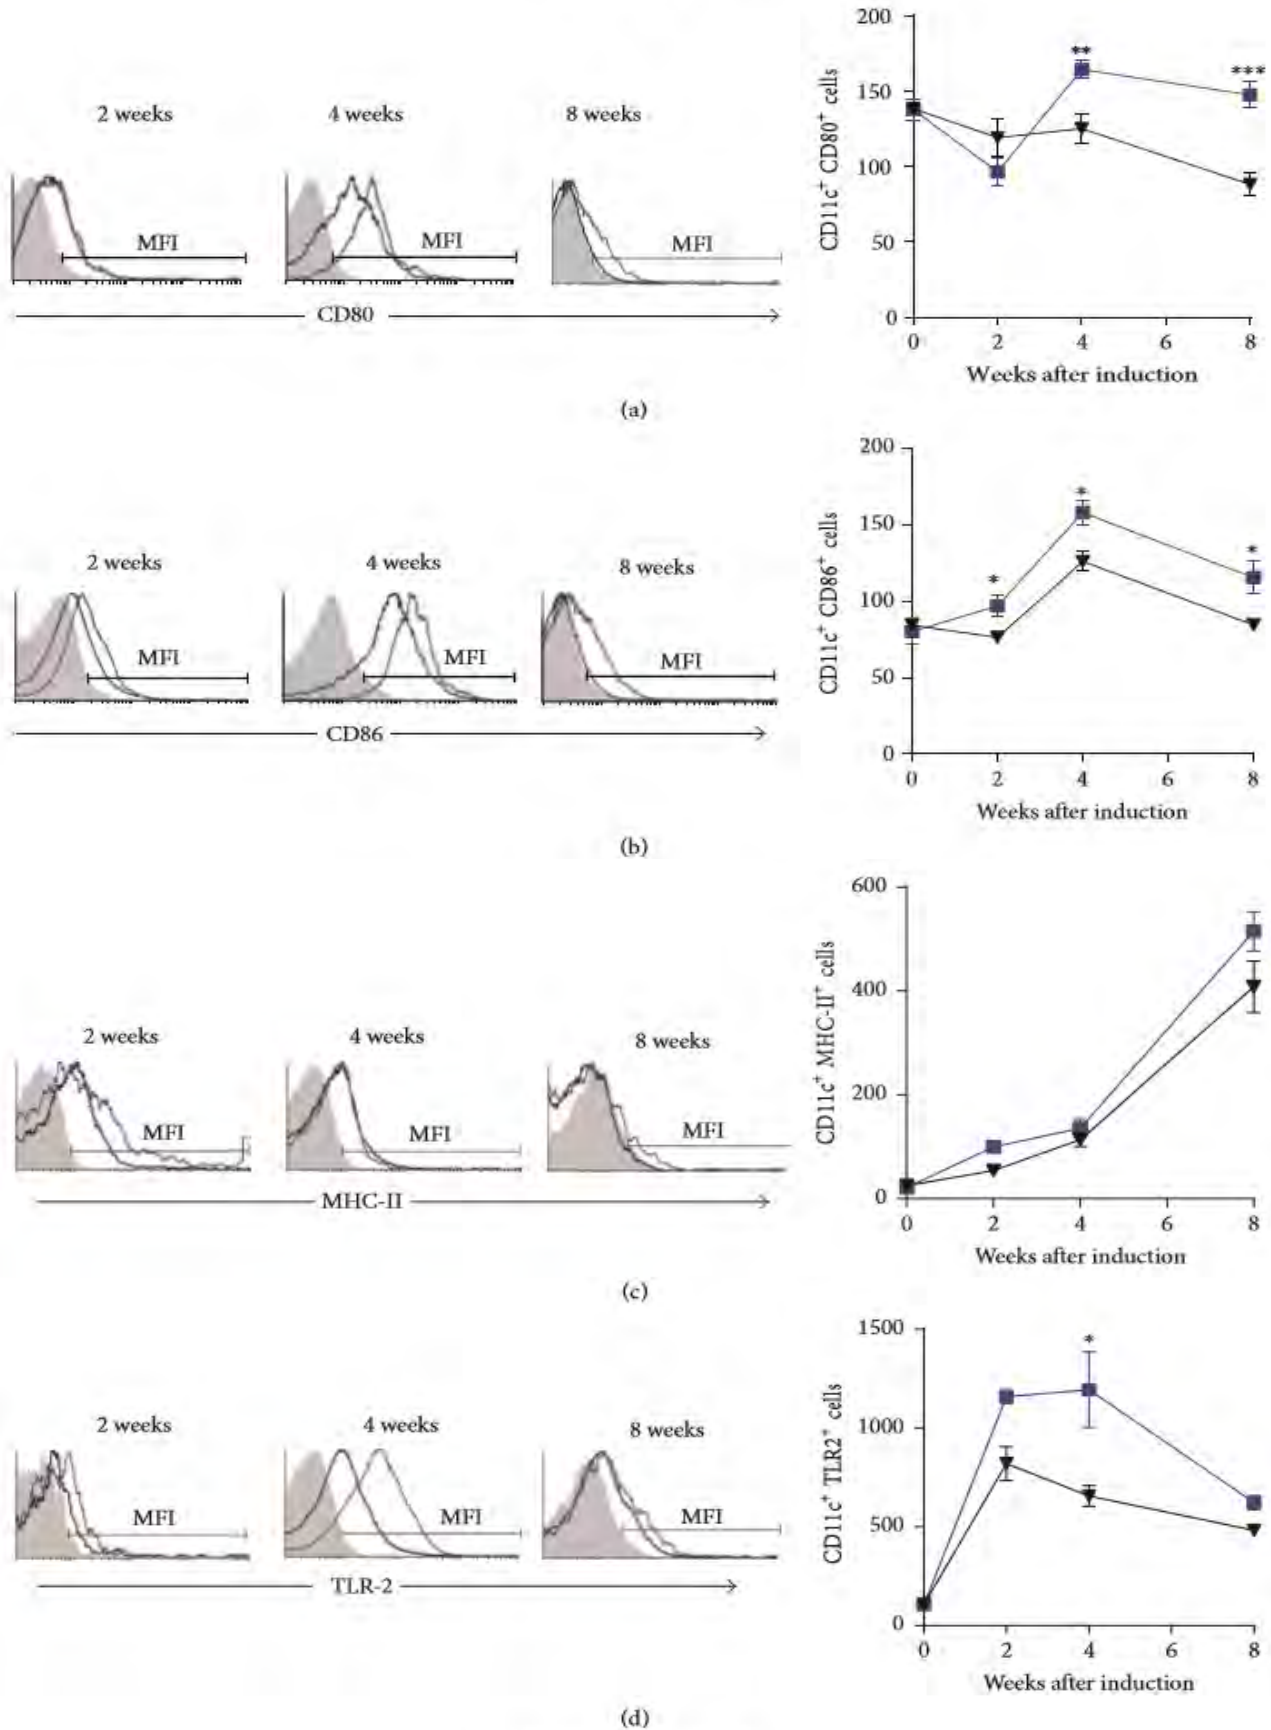 2 weeks
4 weeks
8 weeks
MFI
MFI
MFI
CD80
200
150
100
50
0
**
***
CD11c+ CD80+ cells
0 2 4 6 8
Weeks after induction
(a)
2 weeks
4 weeks
8 weeks
MFI
MFI
MFI
CD86
200
150
100
50
0
*
*
*
CD11c+ CD86+ cells
0 2 4 6 8
Weeks after induction
(b)
2 weeks
4 weeks
8 weeks
MFI
MFI
MFI
MHC-II
600
400
200
0
CD11c+ MHC-II+ cells
0 2 4 6 8
Weeks after induction
(c)
2 weeks
4 weeks
8 weeks
MFI
MFI
MFI
TLR-2
1500
1000
500
0
*
CD11c+ TLR2+ cells
0 2 4 6 8
Weeks after induction
(d)